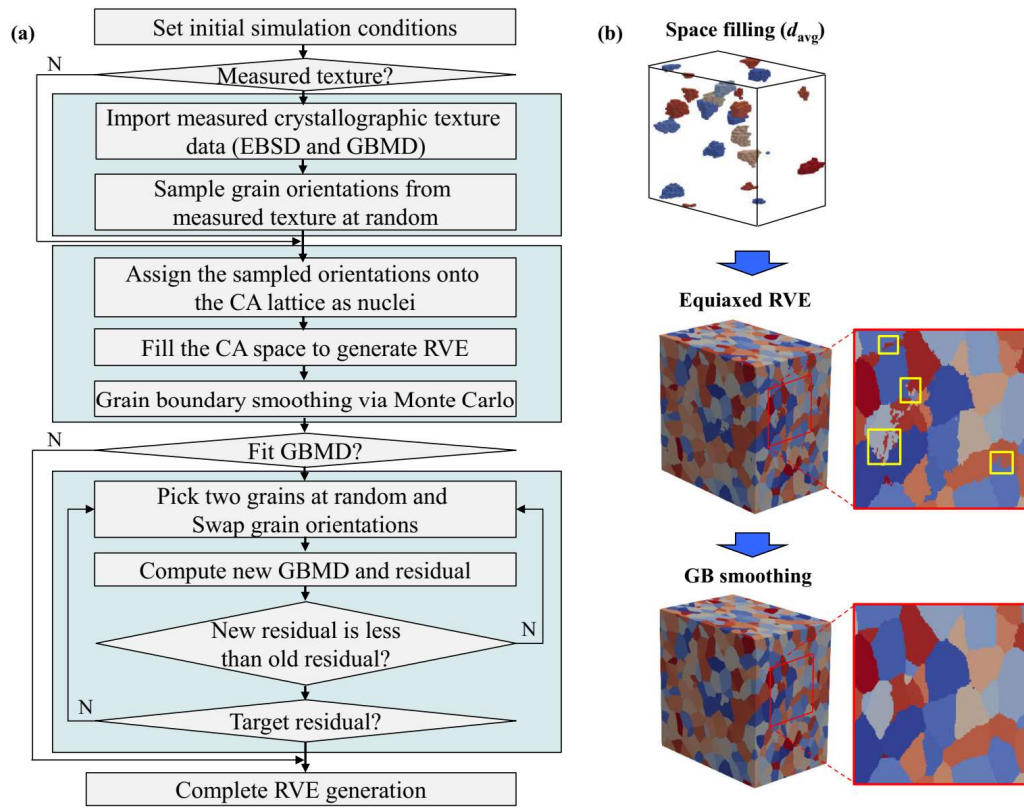 (a)
Set initial simulation conditions
N
Measured texture?
Import measured crystallographic texture
data (EBSD and GBMD)
Sample grain orientations from
measured texture at random
Assign the sampled orientations onto
the CA lattice as nuclei
Fill the CA space to generate RVE
Grain boundary smoothing via Monte Carlo
N
Fit GBMD?
Pick two grains at random and
Swap grain orientations
Compute new GBMD and residual
New residual is less
than old residual?
N
N
Target residual?
Complete RVE generation
(b)
Space filling (davg)
Equiaxed RVE
GB smoothing